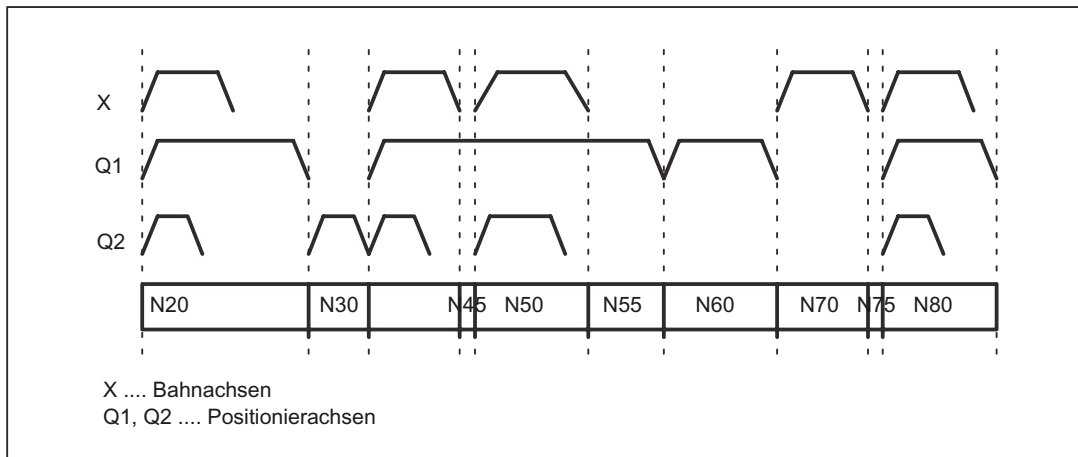 X
Q1
Q2
N20 N30 N45 N50 N55 N60 N70 N75 N80
X .... Bahnachsen
Q1, Q2 .... Positionierachsen